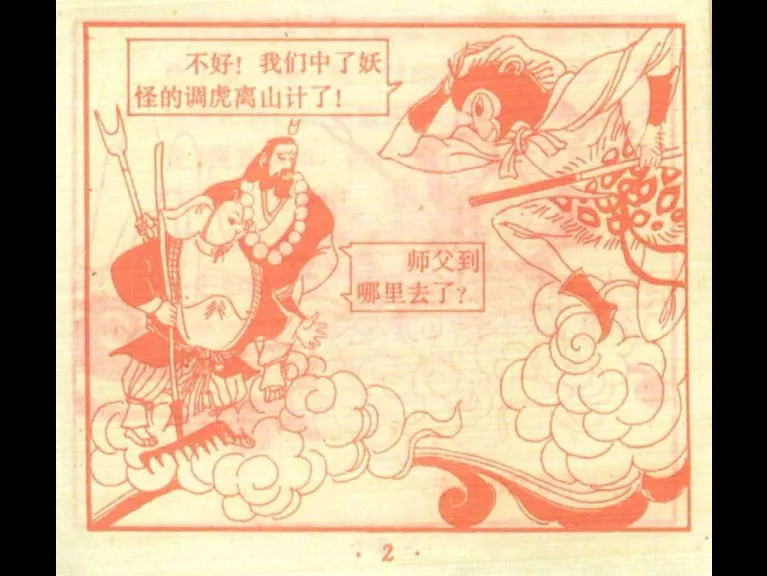 不好！我们中了妖
怪的调虎离山计了！
师父到
哪里去了？
· 2 ·